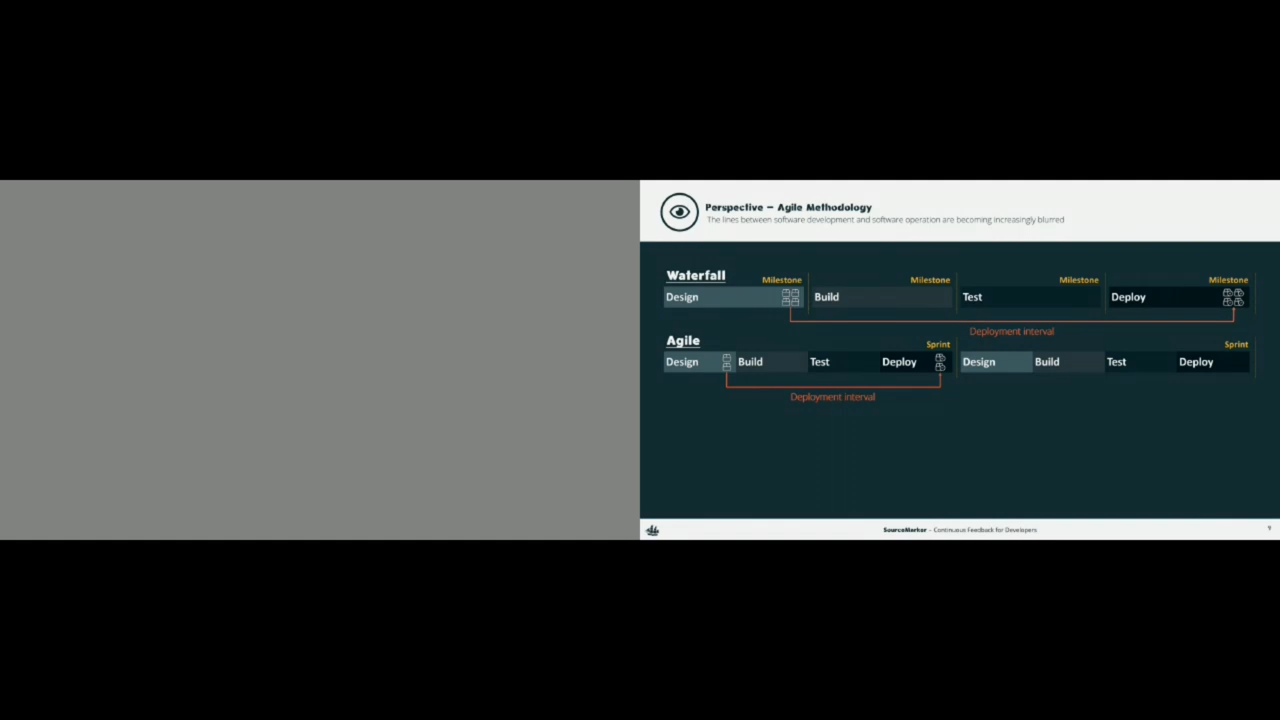 Perspective – Agile Methodology
The lines between software development and software operation are becoming increasingly blurred
Waterfall
Milestone Milestone Milestone Milestone
Design Build Test Deploy
Deployment interval
Agile
Sprint Sprint
Design Build Test Deploy Design Build Test Deploy
Deployment interval
SourceMarker - Continuous Feedback for Developers
9